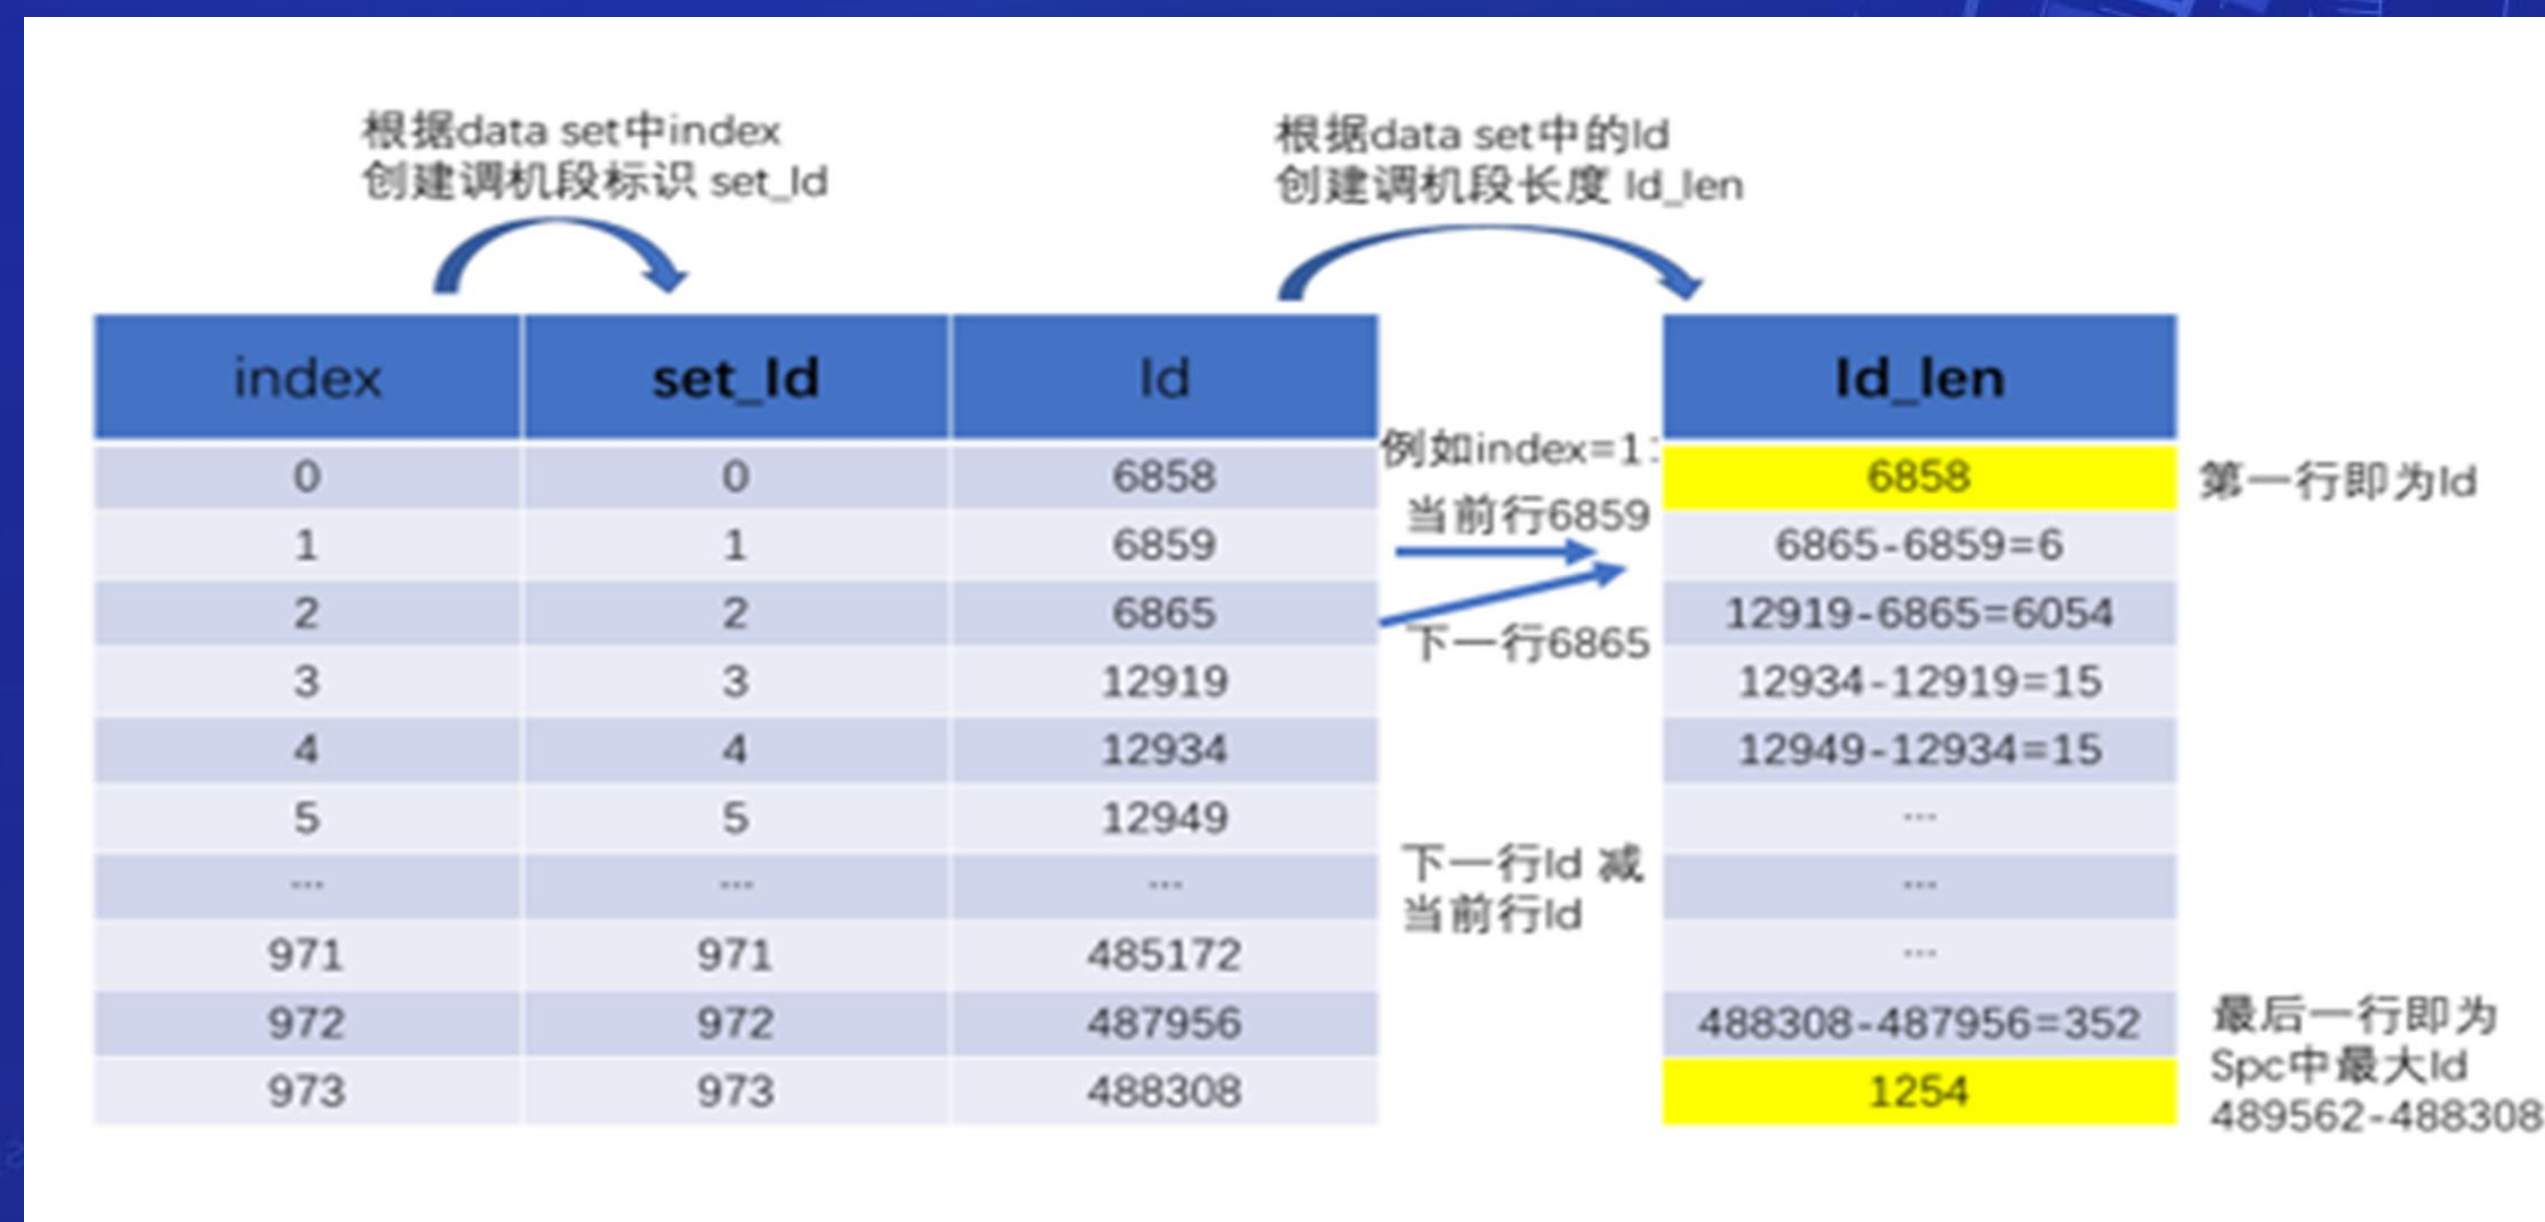 根据data set中index
创建调机段标识 set_Id
根据data set中的Id
创建调机段长度 Id_len
index set_Id Id Id_len
例如index=1:
0 0 6858 6858 第一行即为Id
当前行6859
1 1 6859 6865-6859=6
2 2 6865 12919-6865=6054
下一行6865
3 3 12919 12934-12919=15
4 4 12934 12949-12934=15
5 5 12949 ...
下一行Id 减
当前行Id
... ... ... ...
971 971 485172 ...
972 972 487956 488308-487956=352
973 973 488308 1254
最后一行即为
Spc中最大Id
489562-488308